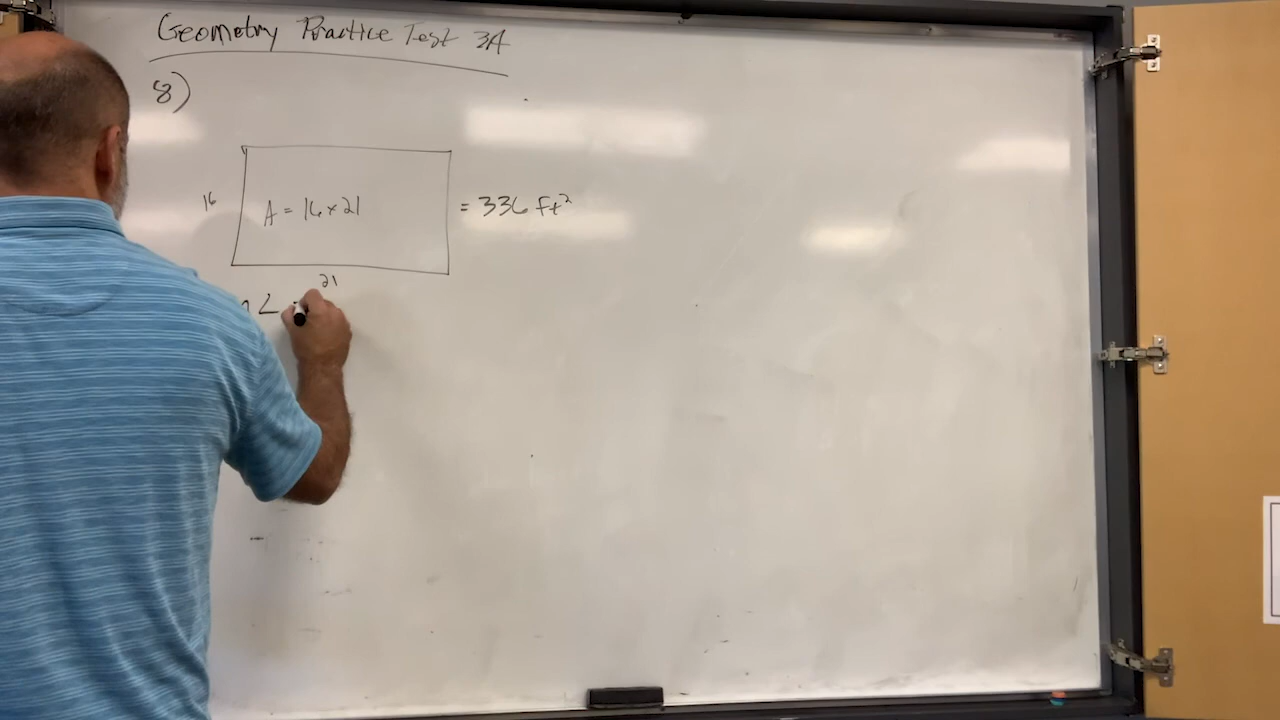 Geometry Practice Test 3A
8)
16
A = 16 x 21
= 336 Ft²
21